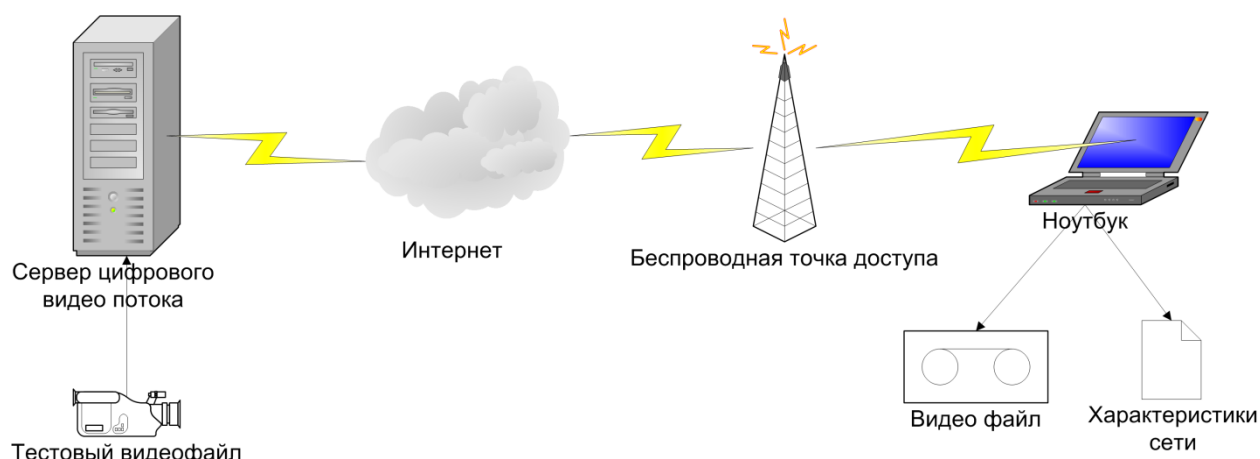 Сервер цифрового
видео потока
Тестовый видеофайл
Интернет
Беспроводная точка доступа
Ноутбук
Видео файл
Характеристики
сети